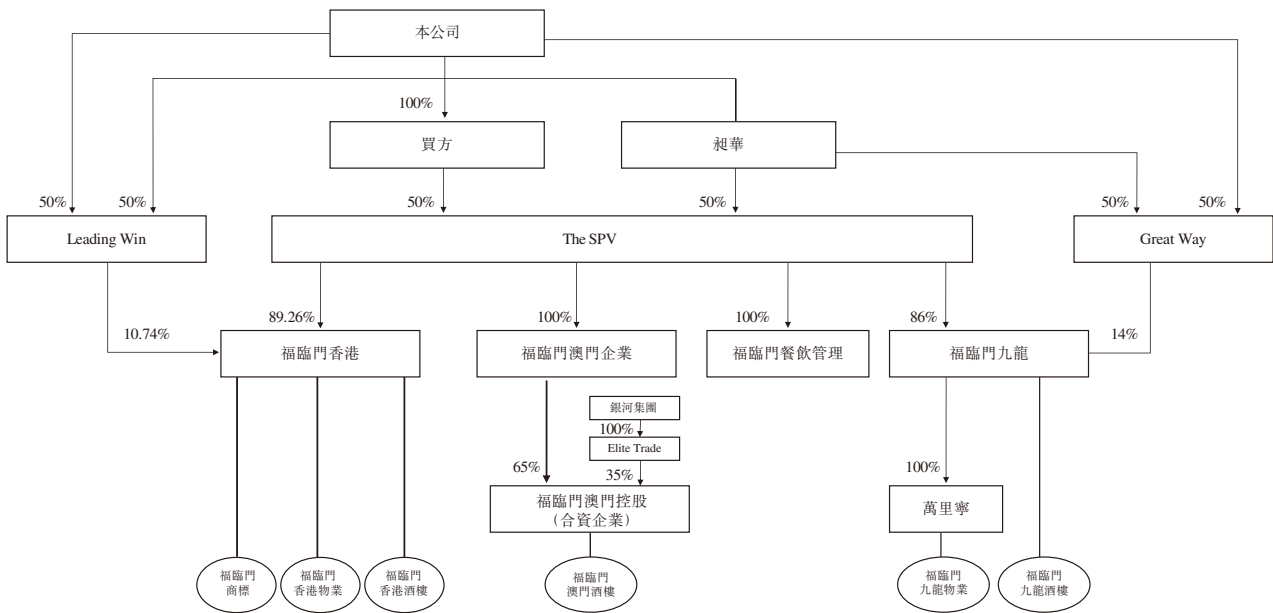 本公司
100%
買方
昶華
50%
50%
50%
50%
50%
50%
Leading Win
The SPV
Great Way
10.74%
89.26%
100%
100%
86%
14%
福臨門香港
福臨門澳門企業
福臨門餐飲管理
福臨門九龍
銀河集團
100%
Elite Trade
65%
35%
100%
福臨門澳門控股
（合資企業）
萬里寧
福臨門
商標
福臨門
香港物業
福臨門
香港酒樓
福臨門
澳門酒樓
福臨門
九龍物業
福臨門
九龍酒樓